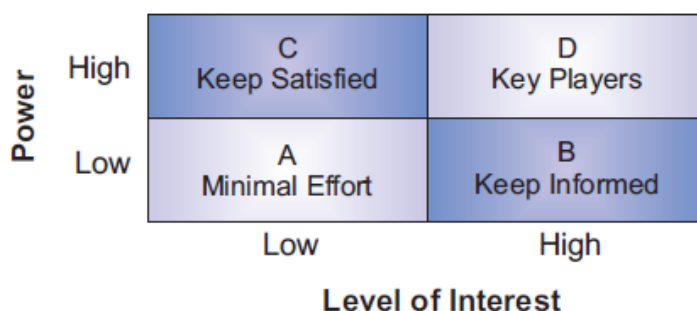 Power
High
C
Keep Satisfied
D
Key Players
Low
A
Minimal Effort
B
Keep Informed
Low
High
Level of Interest